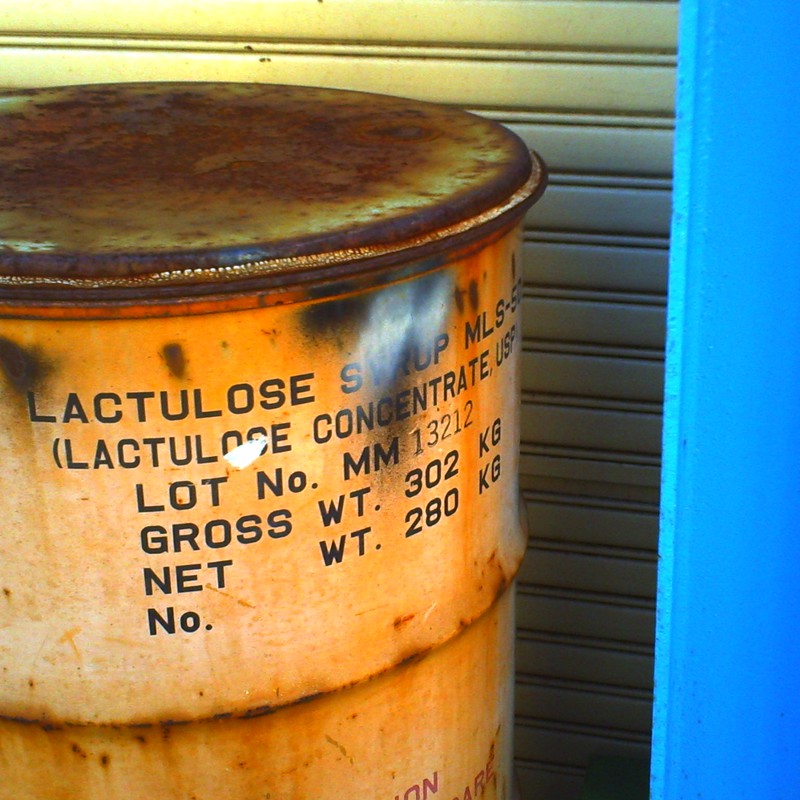 LACTULOSE SYRUP MLS-50
(LACTULOSE CONCENTRATE, USP
LOT No. MM 13212
GROSS WT. 302 KG
NET WT. 280 KG
No.